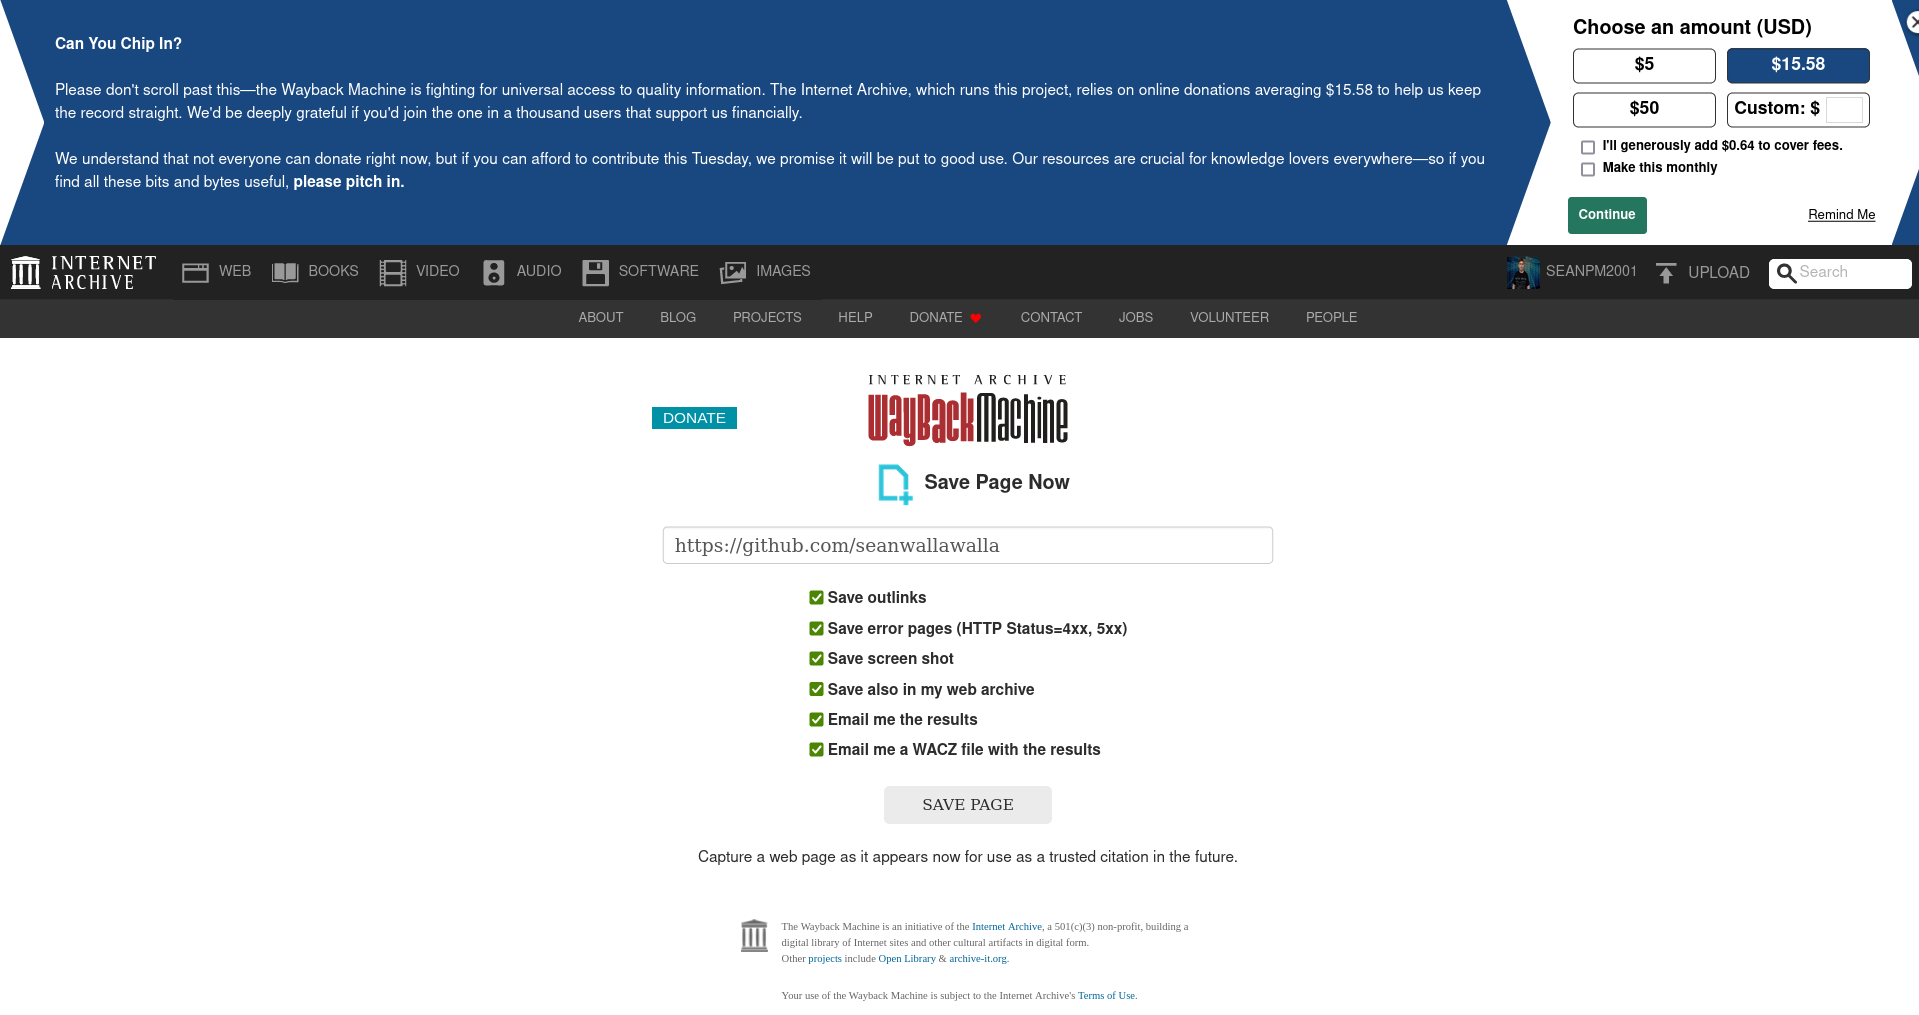 Can You Chip In?
Please don't scroll past this—the Wayback Machine is fighting for universal access to quality information. The Internet Archive, which runs this project, relies on online donations averaging $15.58 to help us keep
the record straight. We'd be deeply grateful if you'd join the one in a thousand users that support us financially.
We understand that not everyone can donate right now, but if you can afford to contribute this Tuesday, we promise it will be put to good use. Our resources are crucial for knowledge lovers everywhere—so if you
find all these bits and bytes useful, please pitch in.
Choose an amount (USD)
$5
$15.58
$50
Custom: $
I'll generously add $0.64 to cover fees.
Make this monthly
Continue
Remind Me
INTERNET
ARCHIVE
WEB
BOOKS
VIDEO
AUDIO
SOFTWARE
IMAGES
SEANPM2001
UPLOAD
Search
ABOUT
BLOG
PROJECTS
HELP
DONATE
CONTACT
JOBS
VOLUNTEER
PEOPLE
DONATE
INTERNET ARCHIVE
WayBackMachine
Save Page Now
https://github.com/seanwallawalla
Save outlinks
Save error pages (HTTP Status=4xx, 5xx)
Save screen shot
Save also in my web archive
Email me the results
Email me a WACZ file with the results
SAVE PAGE
Capture a web page as it appears now for use as a trusted citation in the future.
The Wayback Machine is an initiative of the Internet Archive, a 501(c)(3) non-profit, building a
digital library of Internet sites and other cultural artifacts in digital form.
Other projects include Open Library & archive-it.org.
Your use of the Wayback Machine is subject to the Internet Archive's Terms of Use.